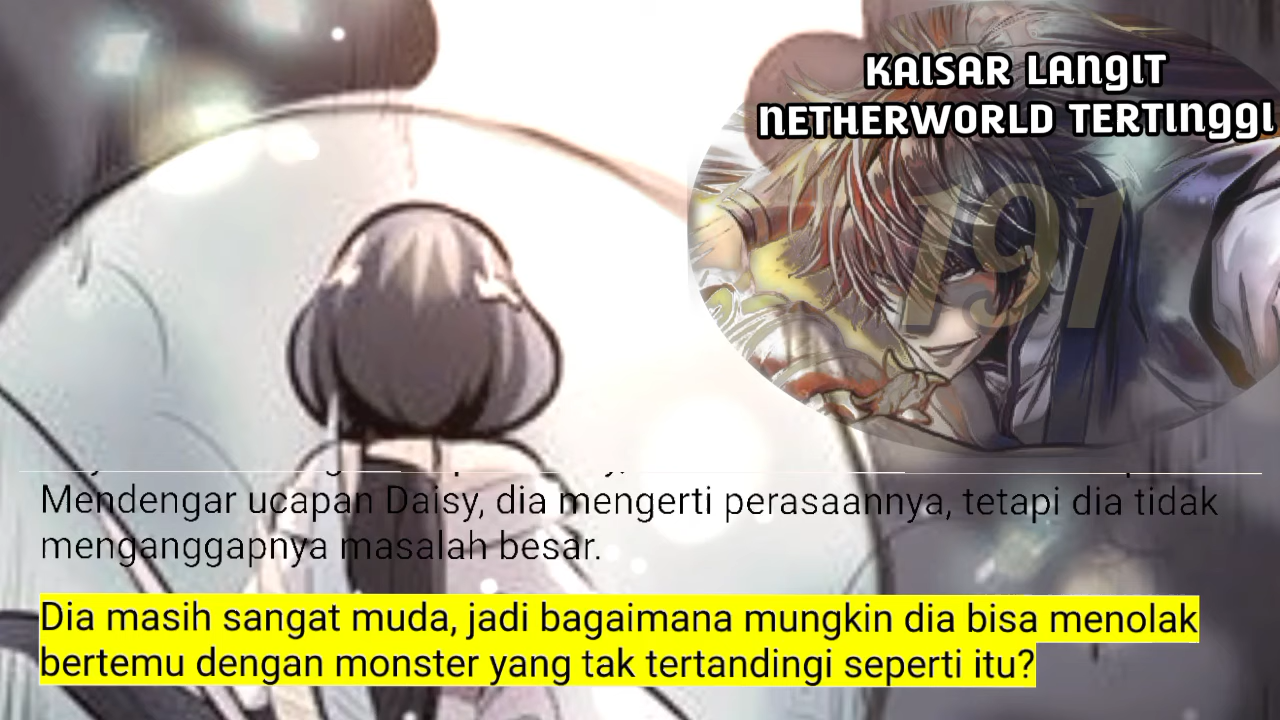 KAISAR LANGIT
NETHERWORLD TERTINGGI
191
Mendengar ucapan Daisy, dia mengerti perasaannya, tetapi dia tidak
menganggapnya masalah besar.
Dia masih sangat muda, jadi bagaimana mungkin dia bisa menolak
bertemu dengan monster yang tak tertandingi seperti itu?